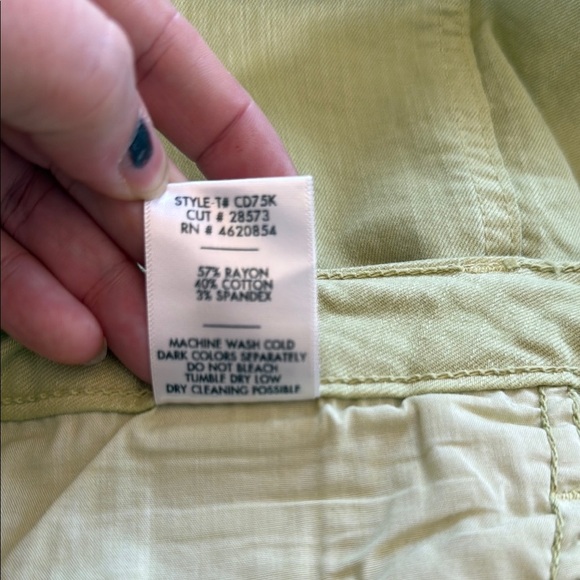 STYLE-T# CD75K
CUT # 28573
RN # 4620854
57% RAYON
40% COTTON
3% SPANDEX
MACHINE WASH COLD
DARK COLORS SEPARATELY
DO NOT BLEACH
TUMBLE DRY LOW
DRY CLEANING POSSIBLE